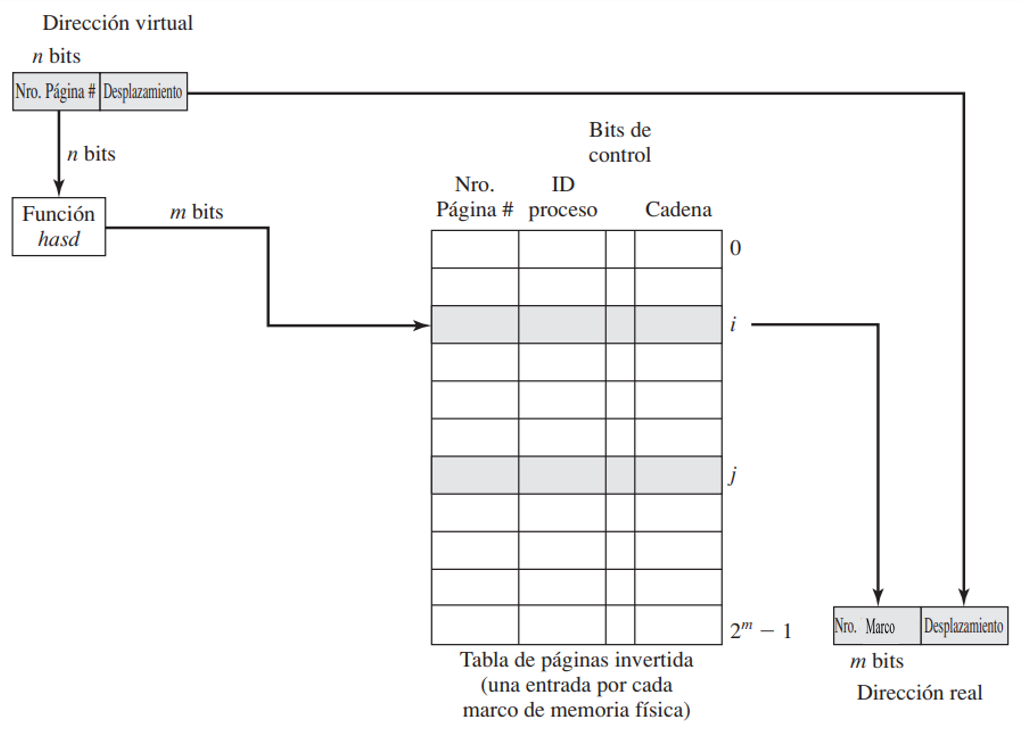 Dirección virtual
n bits
Nro. Página # Desplazamiento
n bits
Función
hasd
m bits
Bits de
control
Nro.
Página #
ID
proceso
Cadena
0
i
j
2^m − 1
Tabla de páginas invertida
(una entrada por cada
marco de memoria física)
Nro. Marco Desplazamiento
m bits
Dirección real